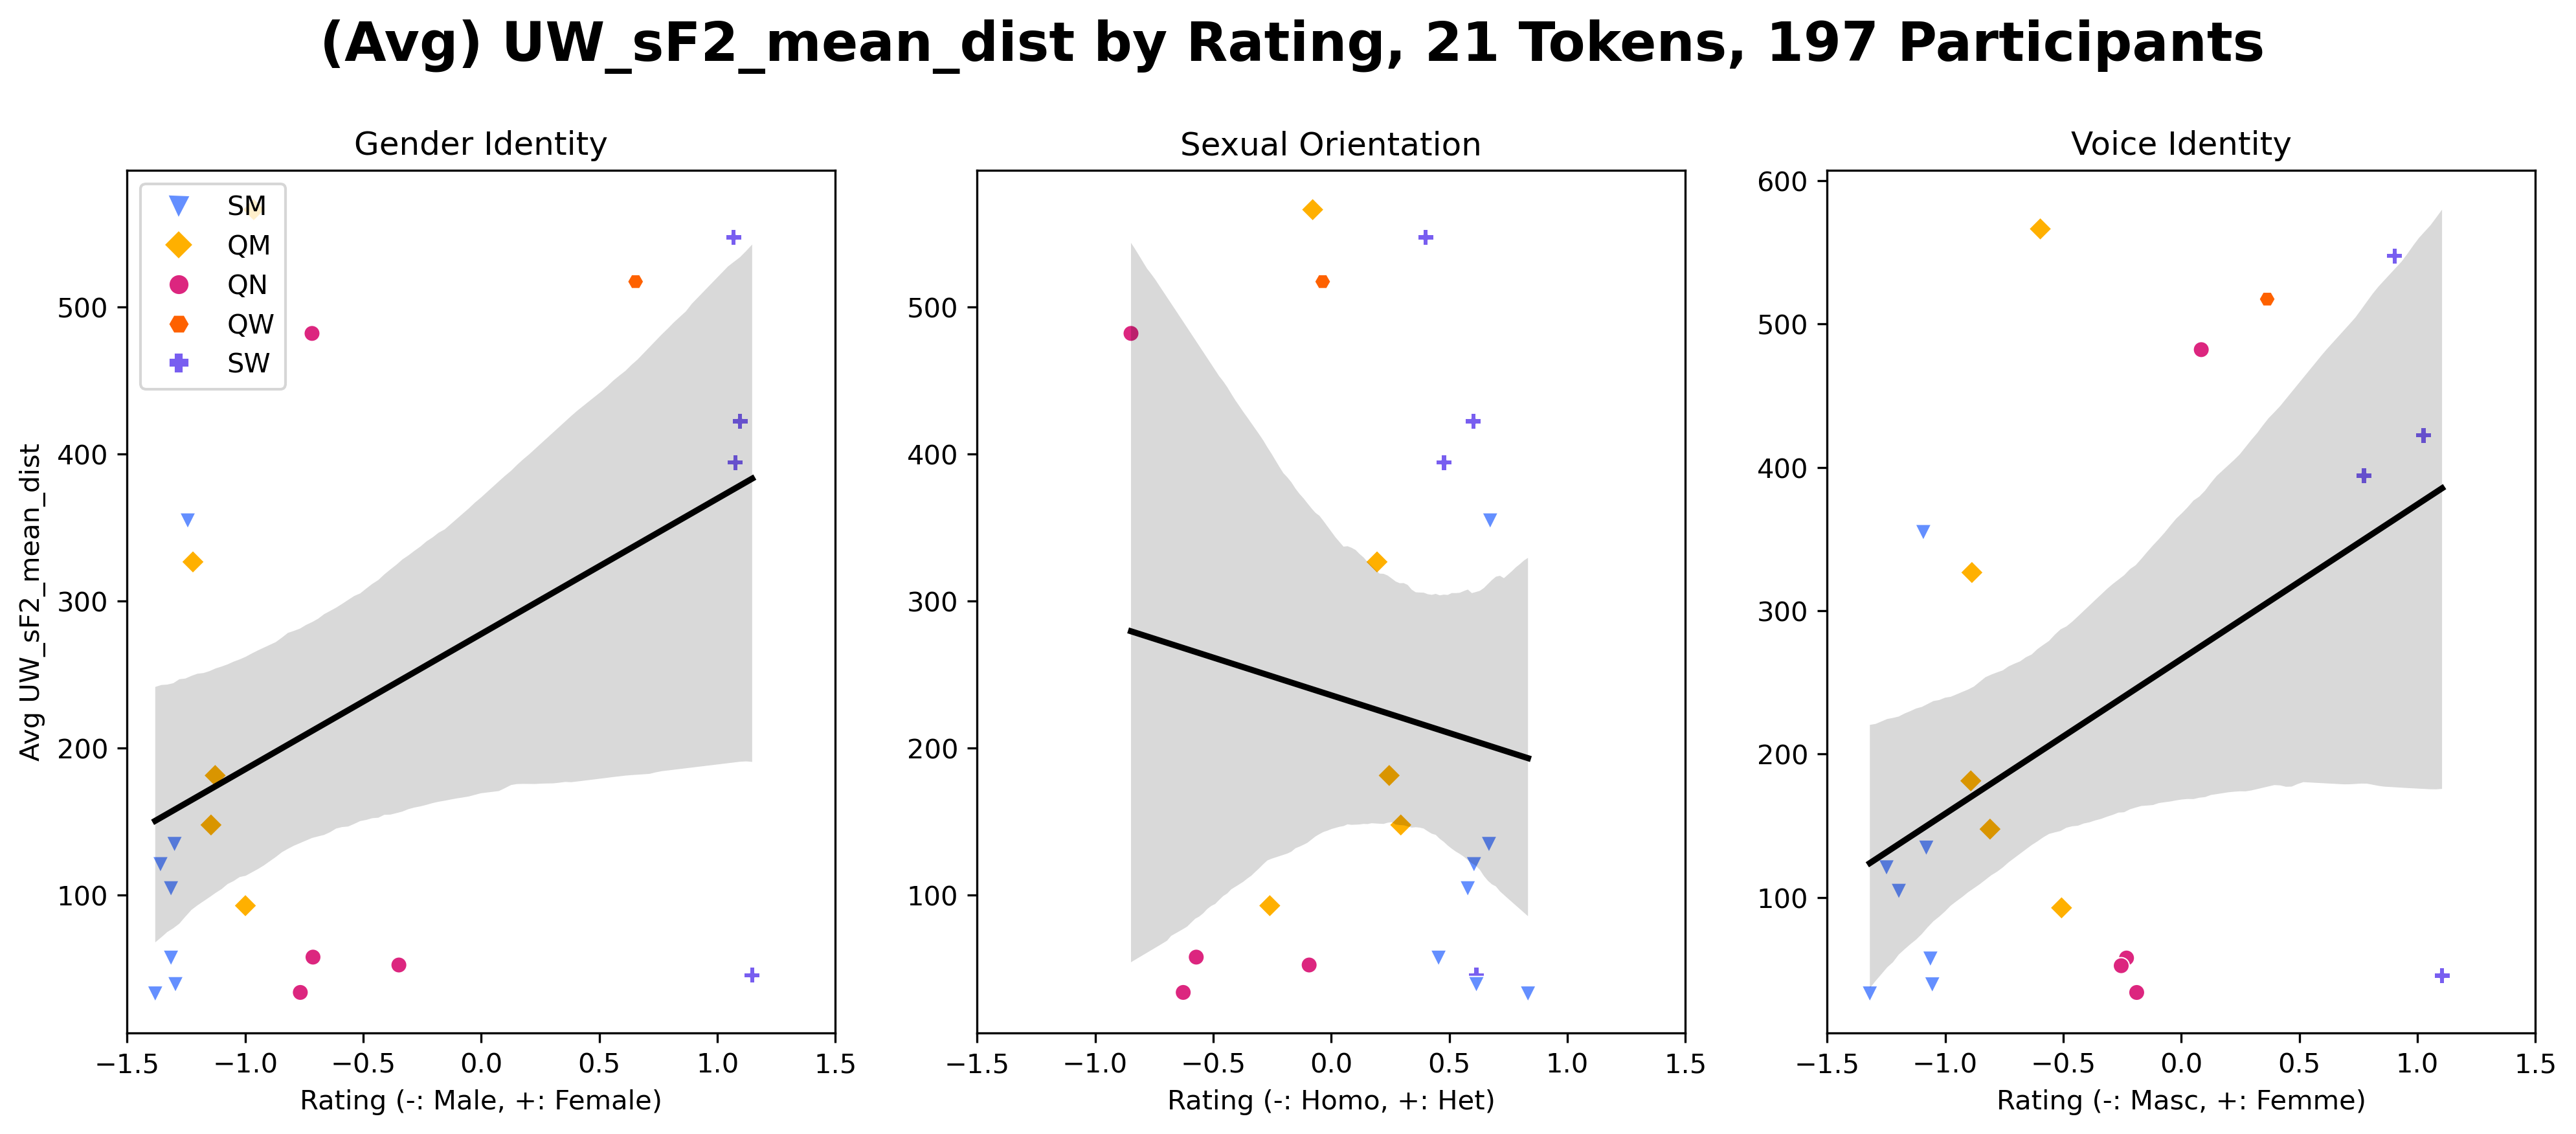 (Avg) UW_sF2_mean_dist by Rating, 21 Tokens, 197 Participants
Gender Identity
Sexual Orientation
Voice Identity
SM
QM
QN
QW
SW
Avg UW_sF2_mean_dist
500
400
300
200
100
−1.5 −1.0 −0.5 0.0 0.5 1.0 1.5
Rating (-: Male, +: Female)
500
400
300
200
100
−1.5 −1.0 −0.5 0.0 0.5 1.0 1.5
Rating (-: Homo, +: Het)
600
500
400
300
200
100
−1.5 −1.0 −0.5 0.0 0.5 1.0 1.5
Rating (-: Masc, +: Femme)